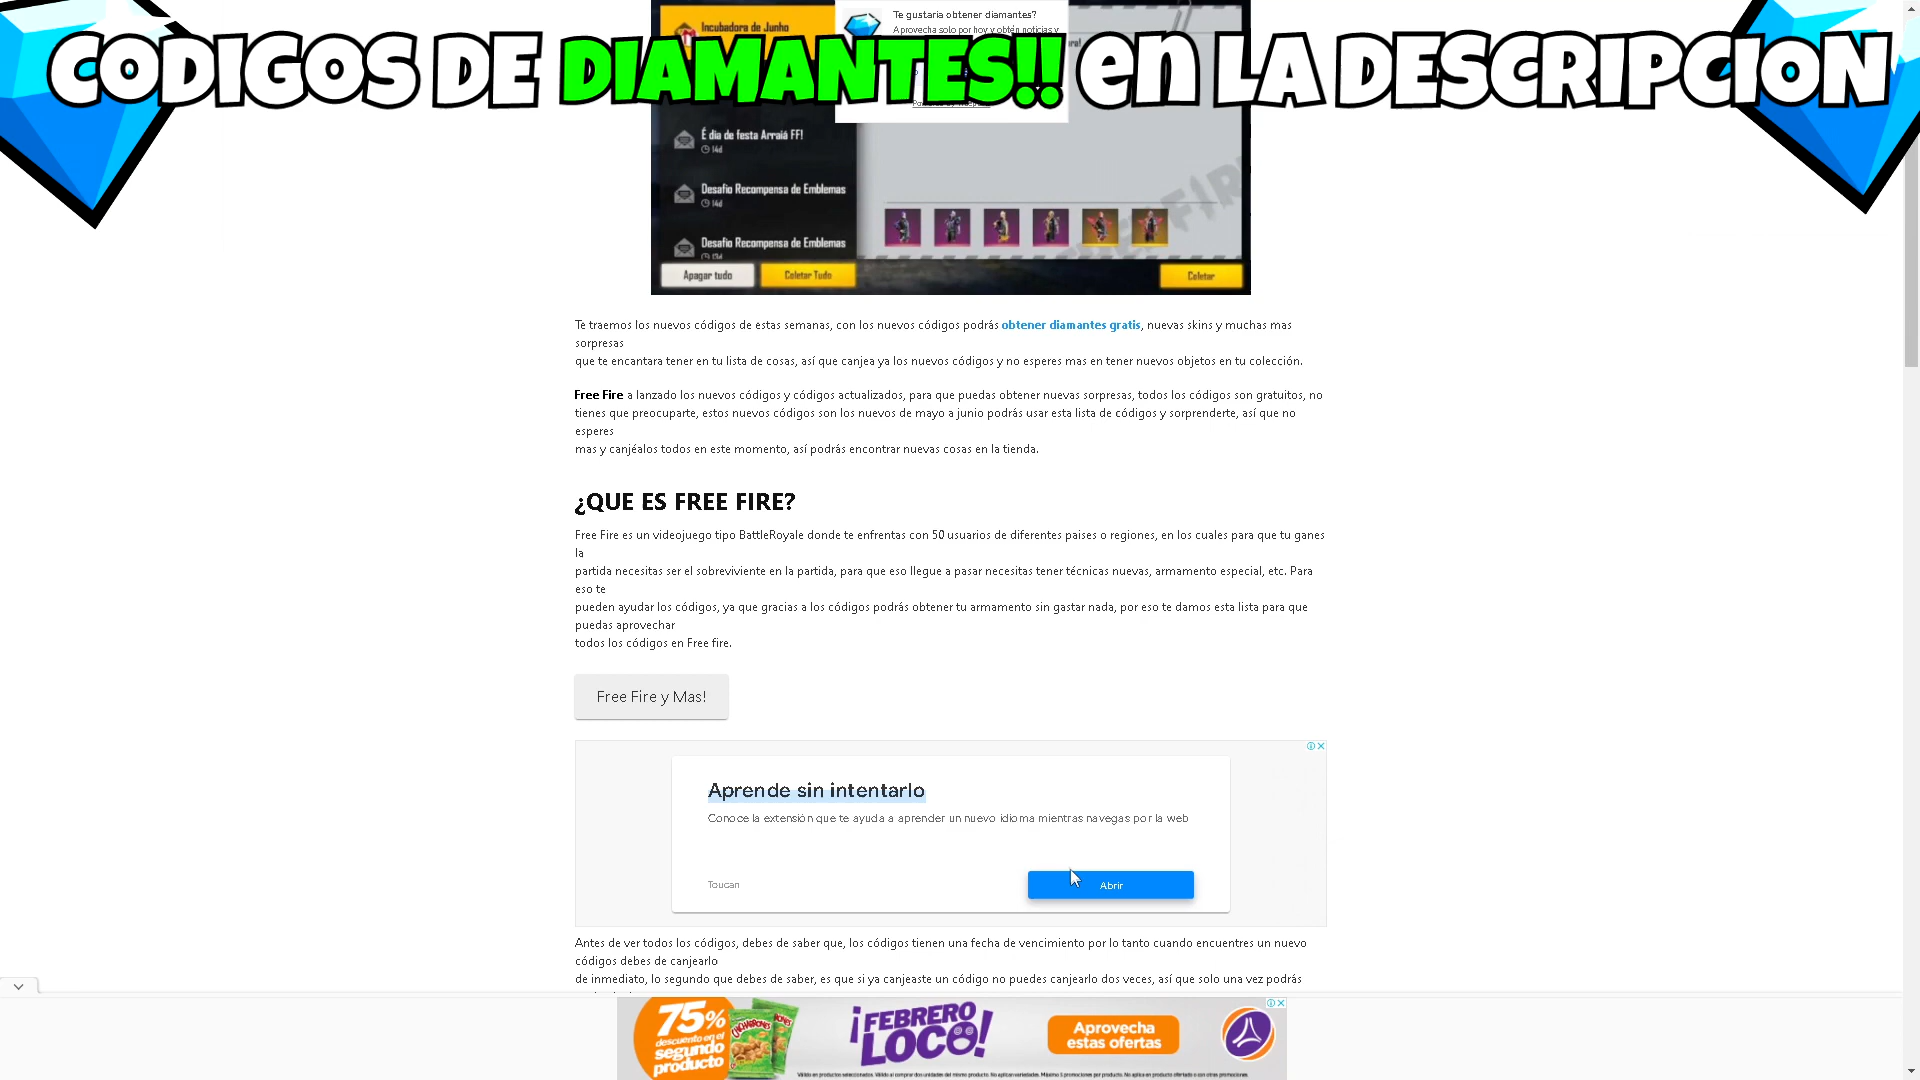 Incubadora de Junho
Te gustaria obtener diamantes?
Aprovecha solo por hoy y obtén noticias y
CODIGOS DE DIAMANTES!! en LA DESCRIPCION
É dia de festa Arraiá FF!
14d
Desafio Recompensa de Emblemas
14d
Desafio Recompensa de Emblemas
13d
Apagar tudo
Coletar Tudo
Coletar
Te traemos los nuevos códigos de estas semanas, con los nuevos códigos podrás obtener diamantes gratis, nuevas skins y muchas mas
sorpresas
que te encantara tener en tu lista de cosas, así que canjea ya los nuevos códigos y no esperes mas en tener nuevos objetos en tu colección.
Free Fire a lanzado los nuevos códigos y códigos actualizados, para que puedas obtener nuevas sorpresas, todos los códigos son gratuitos, no
tienes que preocuparte, estos nuevos códigos son los nuevos de mayo a junio podrás usar esta lista de códigos y sorprenderte, así que no
esperes
mas y canjéalos todos en este momento, así podrás encontrar nuevas cosas en la tienda.
¿QUE ES FREE FIRE?
Free Fire es un videojuego tipo BattleRoyale donde te enfrentas con 50 usuarios de diferentes paises o regiones, en los cuales para que tu ganes
la
partida necesitas ser el sobreviviente en la partida, para que eso llegue a pasar necesitas tener técnicas nuevas, armamento especial, etc. Para
eso te
pueden ayudar los códigos, ya que gracias a los códigos podrás obtener tu armamento sin gastar nada, por eso te damos esta lista para que
puedas aprovechar
todos los códigos en Free fire.
Free Fire y Mas!
Aprende sin intentarlo
Conoce la extensión que te ayuda a aprender un nuevo idioma mientras navegas por la web
Toucan
Abrir
Antes de ver todos los códigos, debes de saber que, los códigos tienen una fecha de vencimiento por lo tanto cuando encuentres un nuevo
códigos debes de canjearlo
de inmediato, lo segundo que debes de saber, es que si ya canjeaste un código no puedes canjearlo dos veces, así que solo una vez podrás
75%
descuento en el
segundo
producto
¡FEBRERO
LOCO!
Aprovecha
estas ofertas